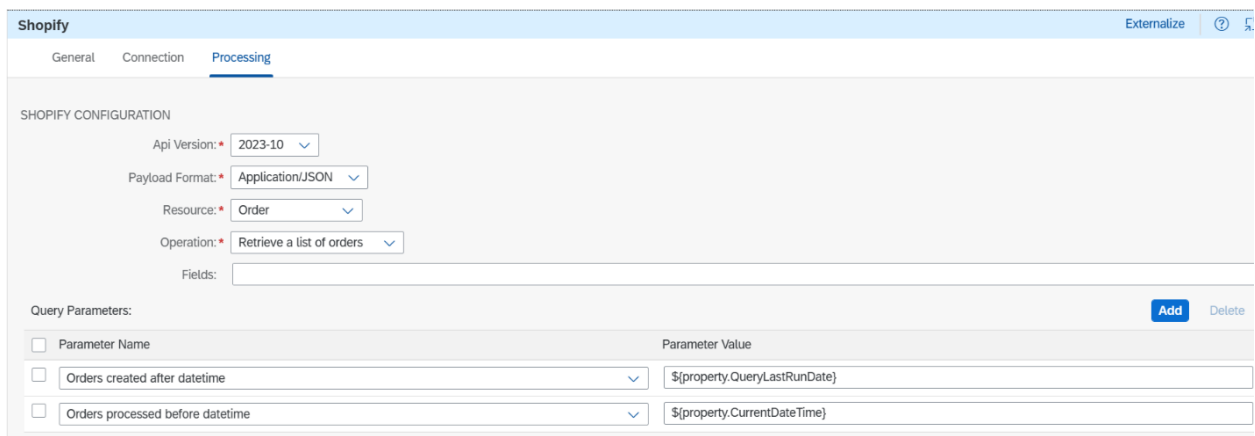 Shopify Externalize
General Connection Processing
SHOPIFY CONFIGURATION
Api Version:* 2023-10
Payload Format:* Application/JSON
Resource:* Order
Operation:* Retrieve a list of orders
Fields:
Query Parameters: Add Delete
Parameter Name Parameter Value
Orders created after datetime ${property.QueryLastRunDate}
Orders processed before datetime ${property.CurrentDateTime}